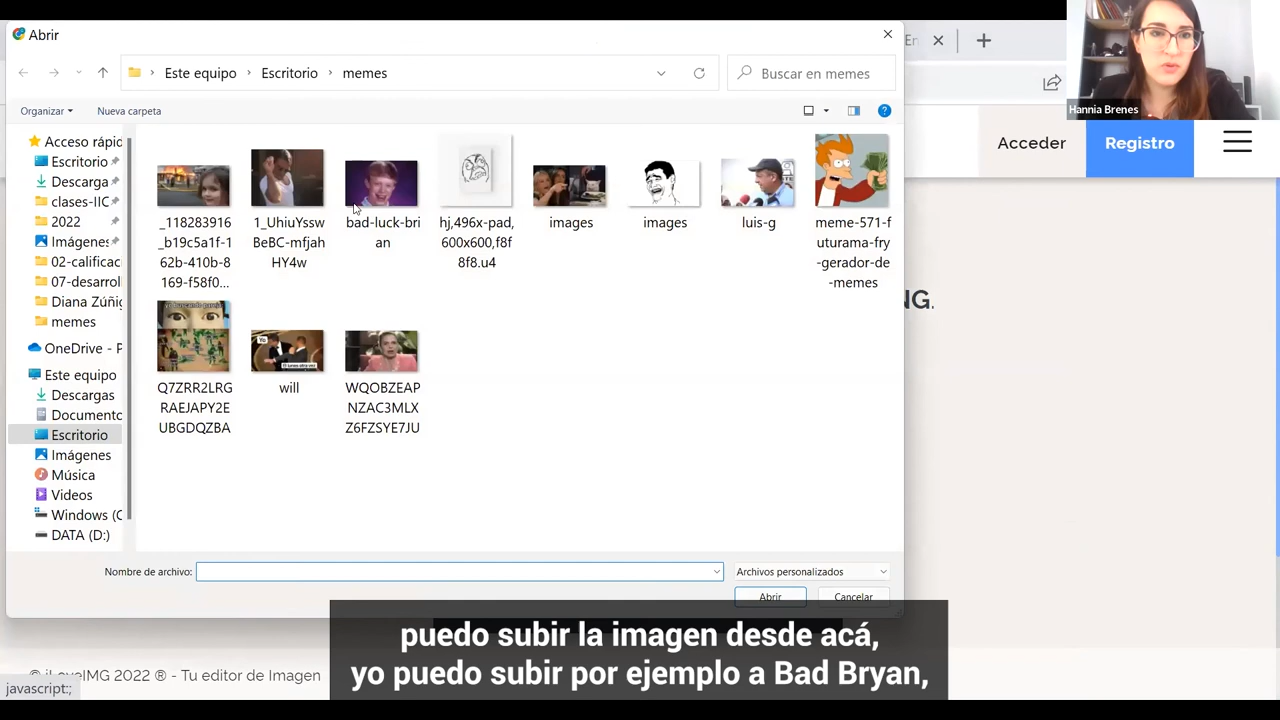 Abrir
Er
Este equipo
Escritorio
memes
Buscar en memes
Hannia Brenes
Organizar
Nueva carpeta
Acceder
Registro
Acceso rápid
Escritorio
Descarga
clases-IIC
2022
Imágenes
02-calificac
07-desarrol
Diana Zúñig
memes
OneDrive - P
Este equipo
Descargas
Documento
Escritorio
Imágenes
Música
Videos
Windows (C
DATA (D:)
_118283916
_b19c5a1f-1
62b-410b-8
169-f58f0...
1_UhiuYssw
BeBC-mfjah
HY4w
bad-luck-bri
an
hj,496x-pad,
600x600,f8f
8f8.u4
images
images
luis-g
meme-571-f
uturama-fry
-gerador-de
-memes
NG.
Q7ZRR2LRG
RAEJAPY2E
UBGDQZBA
Yo
will
WQOBZEAP
NZAC3MLX
Z6FZSYE7JU
Nombre de archivo:
Archivos personalizados
Abrir
Cancelar
puedo subir la imagen desde acá,
yo puedo subir por ejemplo a Bad Bryan,
© iLoveIMG 2022 ® - Tu editor de Imagen
javascript:;